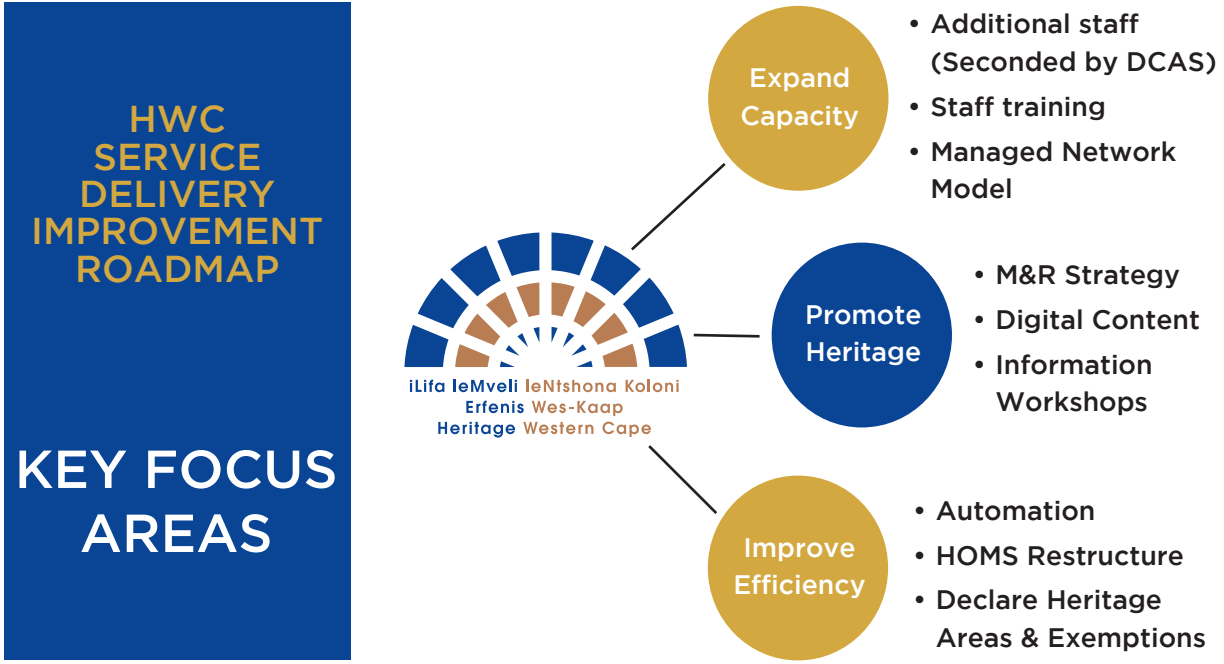 HWC
SERVICE
DELIVERY
IMPROVEMENT
ROADMAP
KEY FOCUS
AREAS
iLifa leMveli leNtshona Koloni
Erfenis Wes-Kaap
Heritage Western Cape
Expand
Capacity
• Additional staff
(Seconded by DCAS)
• Staff training
• Managed Network
Model
Promote
Heritage
• M&R Strategy
• Digital Content
• Information
Workshops
Improve
Efficiency
• Automation
• HOMS Restructure
• Declare Heritage
Areas & Exemptions